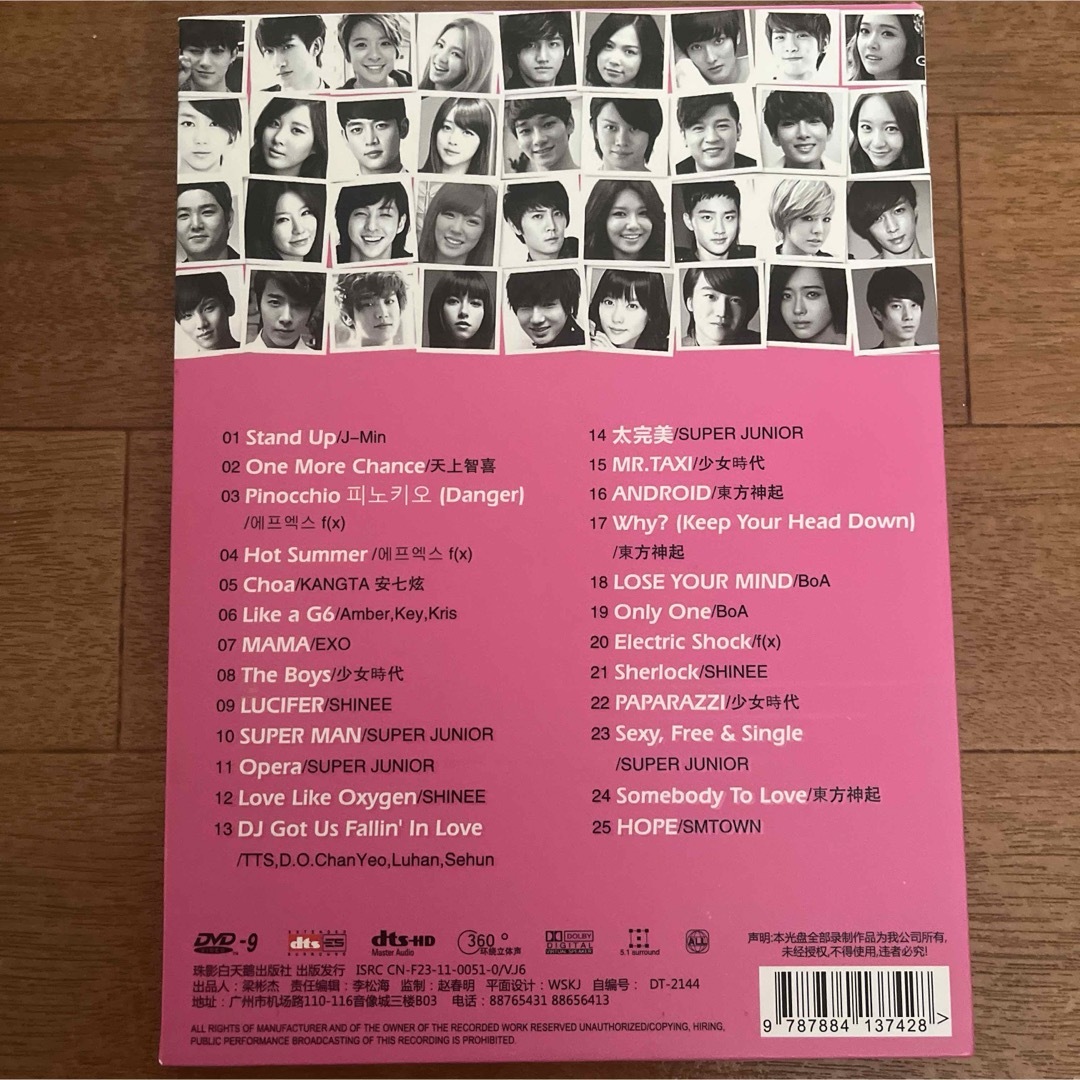 01 Stand Up/J-Min
02 One More Chance/天上智喜
03 Pinocchio 피노키오 (Danger)
/에프엑스 f(x)
04 Hot Summer /에프엑스 f(x)
05 Choa/KANGTA 安七炫
06 Like a G6/Amber,Key,Kris
07 MAMA/EXO
08 The Boys/少女時代
09 LUCIFER/SHINEE
10 SUPER MAN/SUPER JUNIOR
11 Opera/SUPER JUNIOR
12 Love Like Oxygen/SHINEE
13 DJ Got Us Fallin' In Love
/TTS,D.O.ChanYeo,Luhan,Sehun
14 太完美/SUPER JUNIOR
15 MR.TAXI/少女時代
16 ANDROID/東方神起
17 Why? (Keep Your Head Down)
/東方神起
18 LOSE YOUR MIND/BoA
19 Only One/BoA
20 Electric Shock/f(x)
21 Sherlock/SHINEE
22 PAPARAZZI/少女時代
23 Sexy, Free & Single
/SUPER JUNIOR
24 Somebody To Love/東方神起
25 HOPE/SMTOWN
DVD-9
VIDEO
dts ES
dts-HD
Master Audio
360°
环绕立体声
DOLBY
DIGITAL
5.1 surround
ALL
声明:本光盘全部录制作品为我公司所有,
未经授权,不得使用,违者必究!
珠影白天鹅出版社 出版发行 ISRC CN-F23-11-0051-0/VJ6
出品人：梁彬杰 责任编辑：李松海 监制：赵春明 平面设计：WSKJ 自编号： DT-2144
地址：广州市机场路110-116音像城三楼B03 电话：88765431 88656413
ALL RIGHTS OF MANUFACTURER AND OF THE OWNER OF THE RECORDED WORK RESERVED UNAUTHORIZED/COPYING, HIRING,
PUBLIC PERFORMANCE BROADCASTING OF THIS RECORDING IS PROHIBITED.
9 787884 137428 >